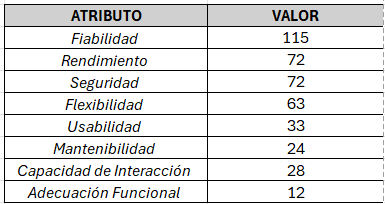 ATRIBUTO VALOR
Fiabilidad 115
Rendimiento 72
Seguridad 72
Flexibilidad 63
Usabilidad 33
Mantenibilidad 24
Capacidad de Interacción 28
Adecuación Funcional 12